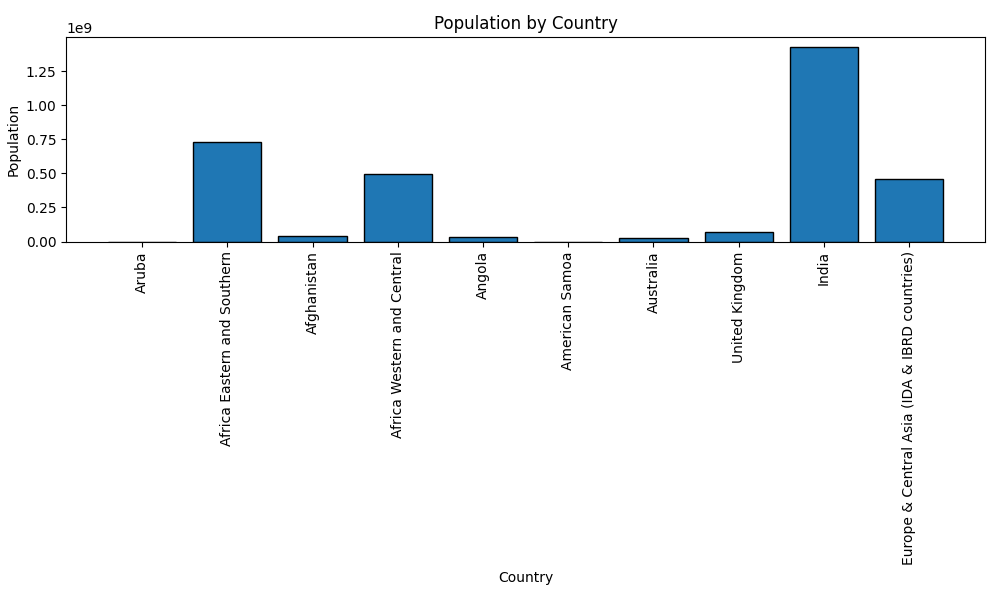 Population by Country
1e9
Population
1.25
1.00
0.75
0.50
0.25
0.00
Aruba
Africa Eastern and Southern
Afghanistan
Africa Western and Central
Angola
American Samoa
Australia
United Kingdom
India
Europe & Central Asia (IDA & IBRD countries)
Country